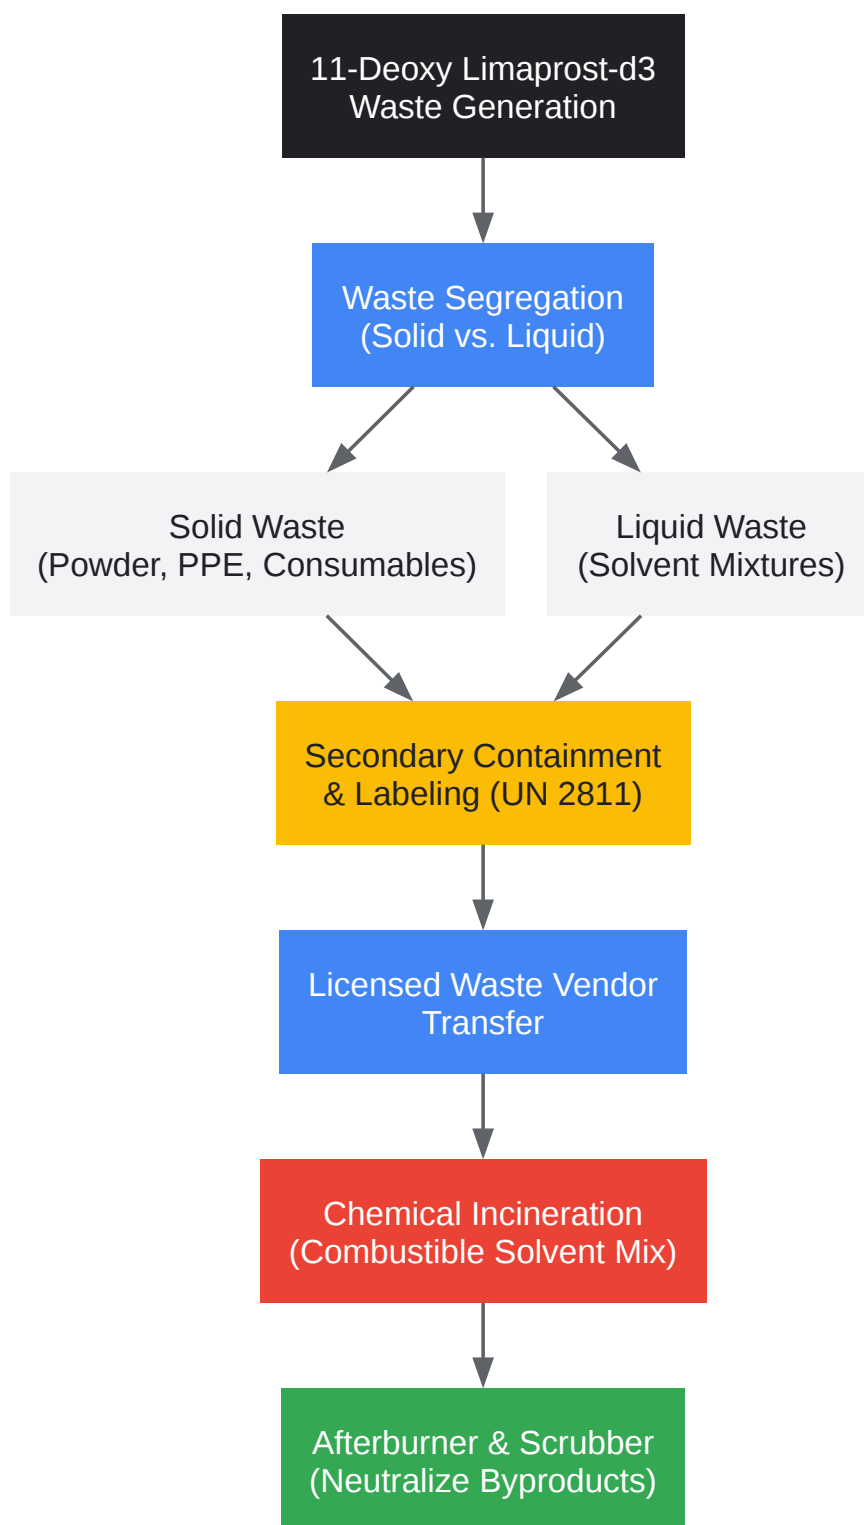 11-Deoxy Limaprost-d3
Waste Generation
Waste Segregation
(Solid vs. Liquid)
Solid Waste
(Powder, PPE, Consumables)
Liquid Waste
(Solvent Mixtures)
Secondary Containment
& Labeling (UN 2811)
Licensed Waste Vendor
Transfer
Chemical Incineration
(Combustible Solvent Mix)
Afterburner & Scrubber
(Neutralize Byproducts)